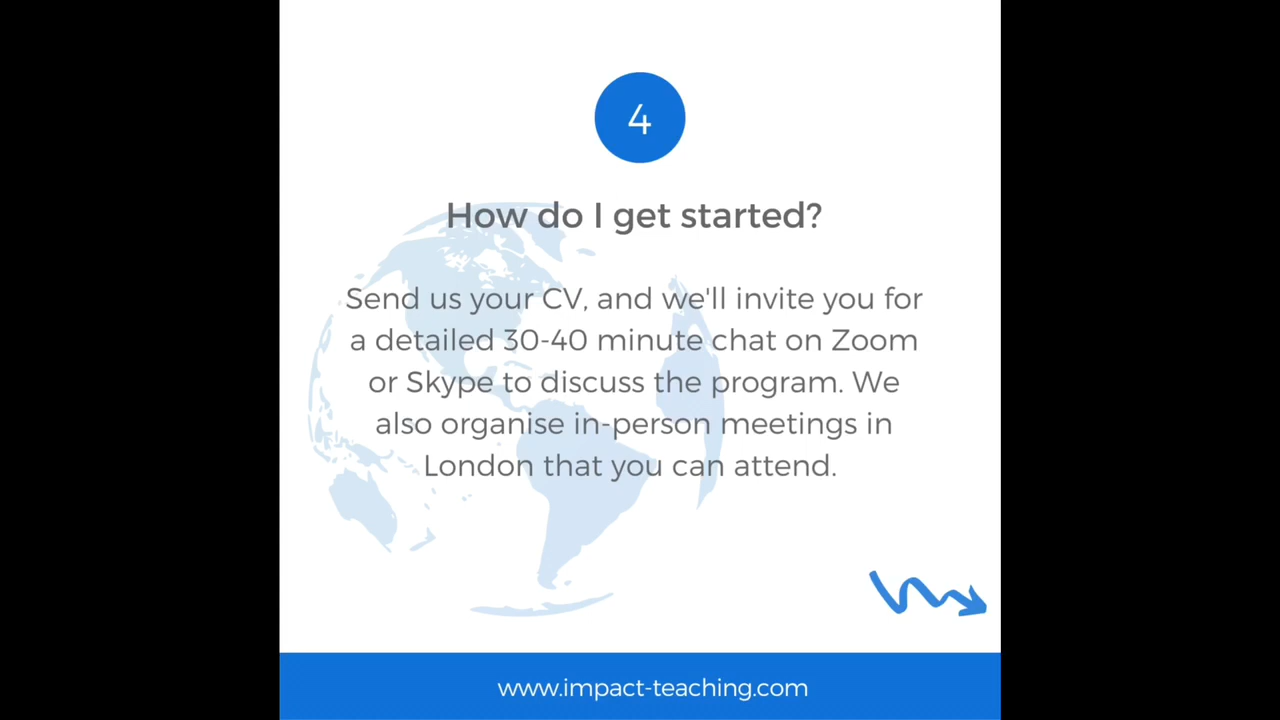 4
How do I get started?
Send us your CV, and we'll invite you for
a detailed 30-40 minute chat on Zoom
or Skype to discuss the program. We
also organise in-person meetings in
London that you can attend.
www.impact-teaching.com